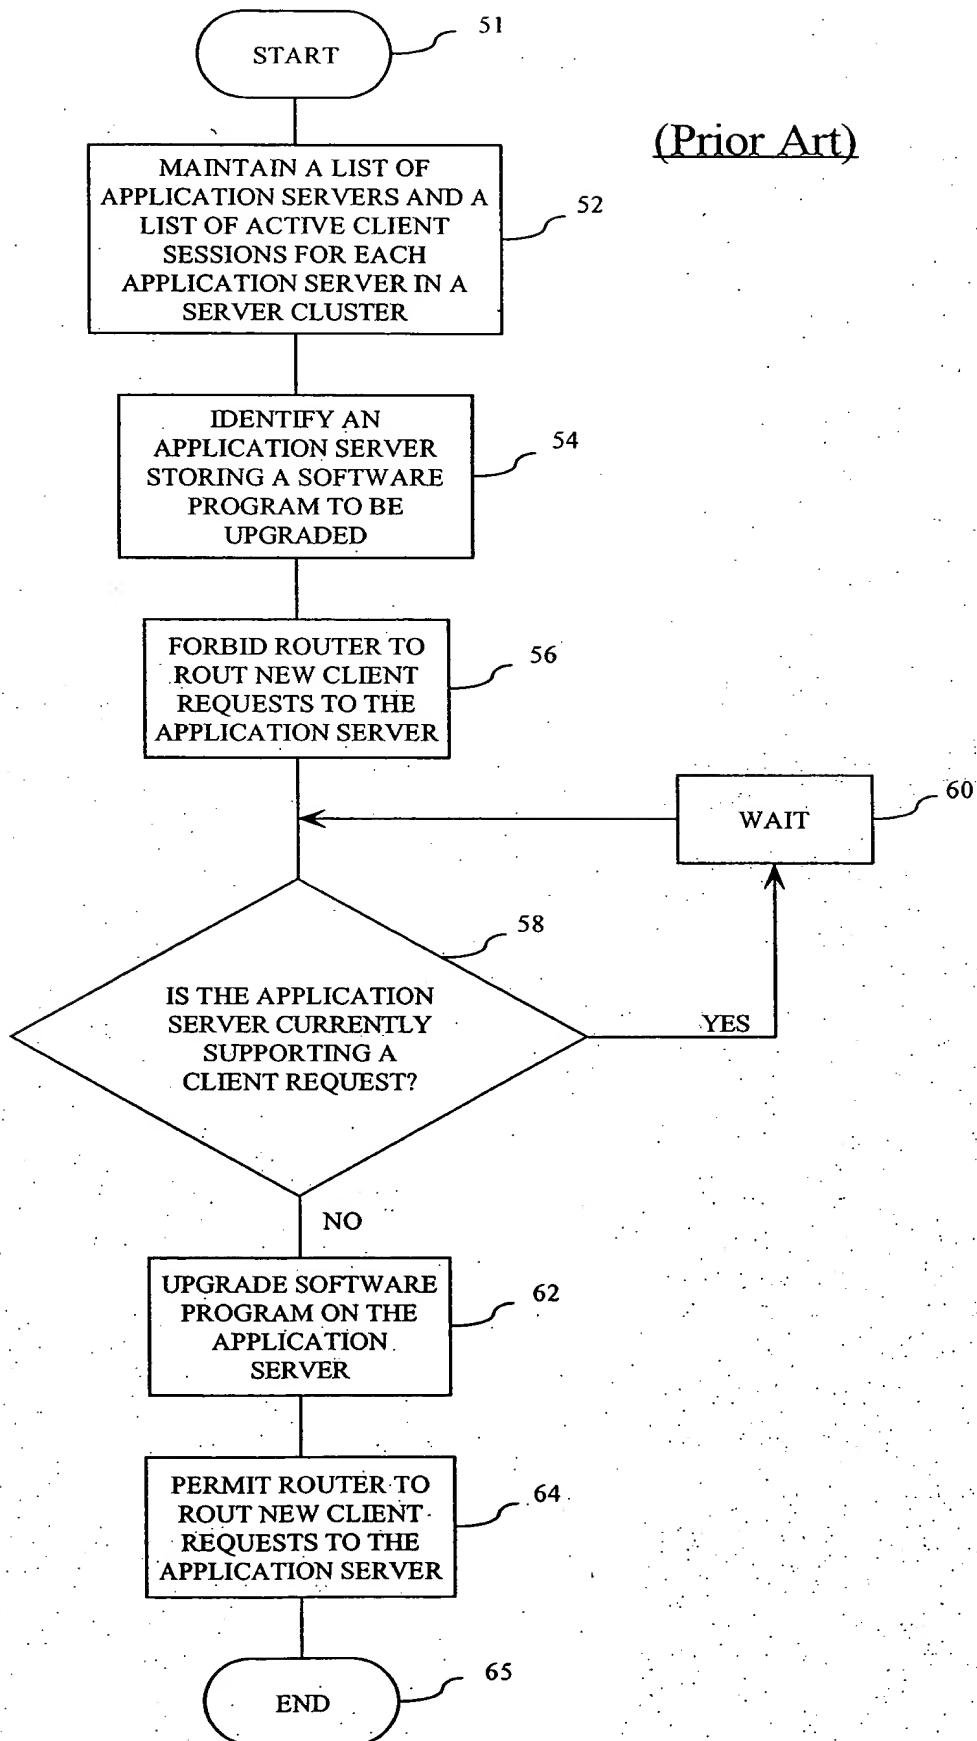 START
51
(Prior Art)
MAINTAIN A LIST OF
APPLICATION SERVERS AND A
LIST OF ACTIVE CLIENT
SESSIONS FOR EACH
APPLICATION SERVER IN A
SERVER CLUSTER
52
IDENTIFY AN
APPLICATION SERVER
STORING A SOFTWARE
PROGRAM TO BE
UPGRADED
54
FORBID ROUTER TO
ROUT NEW CLIENT
REQUESTS TO THE
APPLICATION SERVER
56
WAIT
60
58
IS THE APPLICATION
SERVER CURRENTLY
SUPPORTING A
CLIENT REQUEST?
YES
NO
UPGRADE SOFTWARE
PROGRAM ON THE
APPLICATION
SERVER
62
PERMIT ROUTER TO
ROUT NEW CLIENT
REQUESTS TO THE
APPLICATION SERVER
64
END
65